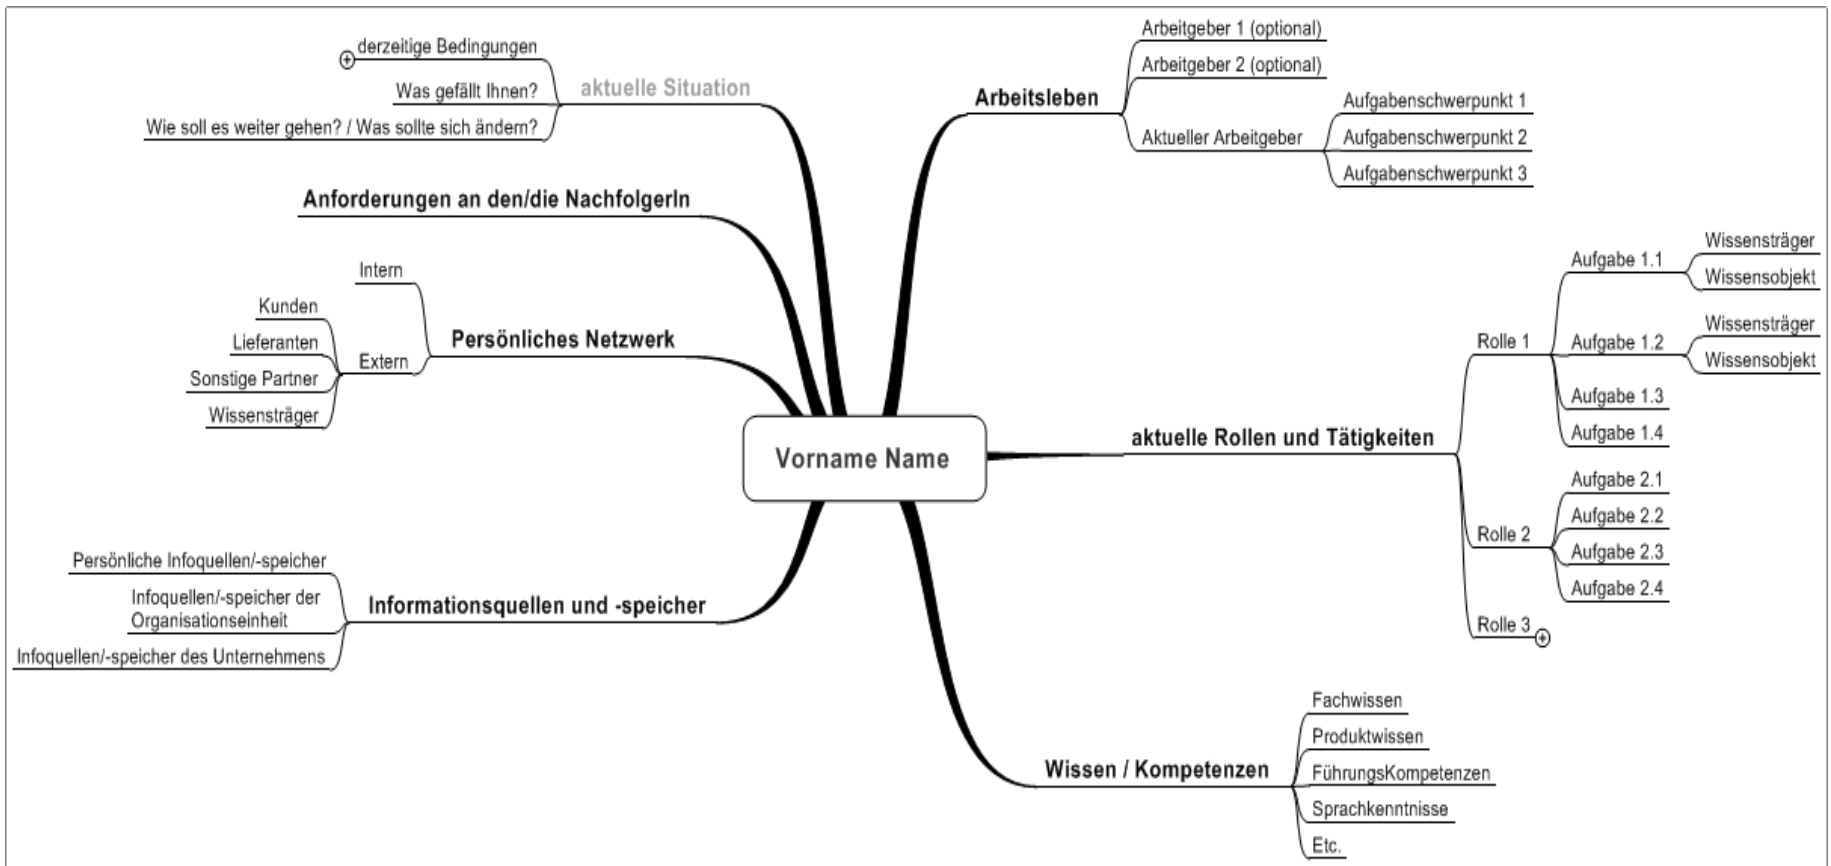 derzeitige Bedingungen
Was gefällt Ihnen?
Wie soll es weiter gehen? / Was sollte sich ändern?
aktuelle Situation
Anforderungen an den/die NachfolgerIn
Intern
Kunden
Lieferanten
Sonstige Partner
Wissensträger
Extern
Persönliches Netzwerk
Persönliche Infoquellen/-speicher
Infoquellen/-speicher der
Organisationseinheit
Infoquellen/-speicher des Unternehmens
Informationsquellen und -speicher
Vorname Name
Arbeitsleben
Arbeitgeber 1 (optional)
Arbeitgeber 2 (optional)
Aktueller Arbeitgeber
Aufgabenschwerpunkt 1
Aufgabenschwerpunkt 2
Aufgabenschwerpunkt 3
aktuelle Rollen und Tätigkeiten
Rolle 1
Aufgabe 1.1
Wissensträger
Wissensobjekt
Aufgabe 1.2
Wissensträger
Wissensobjekt
Aufgabe 1.3
Aufgabe 1.4
Rolle 2
Aufgabe 2.1
Aufgabe 2.2
Aufgabe 2.3
Aufgabe 2.4
Rolle 3
Wissen / Kompetenzen
Fachwissen
Produktwissen
FührungsKompetenzen
Sprachkenntnisse
Etc.